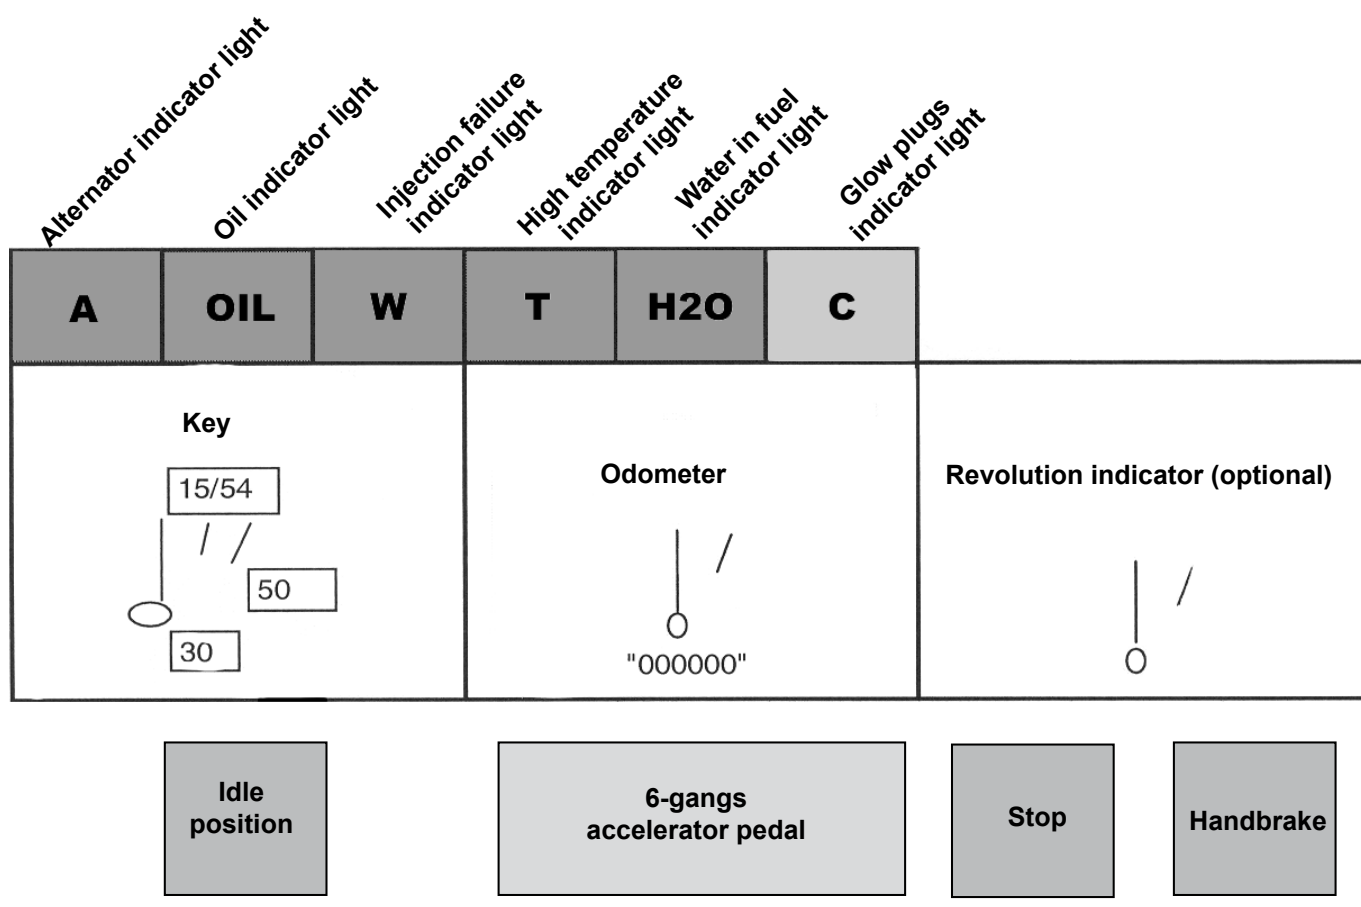 Alternator indicator light
Oil indicator light
Injection failure
indicator light
High temperature
indicator light
Water in fuel
indicator light
Glow plugs
indicator light
A
OIL
W
T
H2O
C
Key
15/54
50
30
Odometer
"000000"
Revolution indicator (optional)
Idle
position
6-gangs
accelerator pedal
Stop
Handbrake